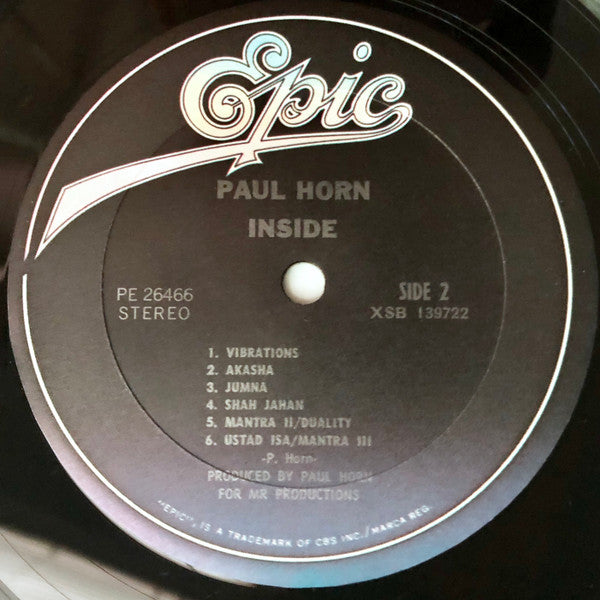 Epic
PAUL HORN
INSIDE
PE 26466
STEREO
SIDE 2
XSB 139722
1. VIBRATIONS
2. AKASHA
3. JUMNA
4. SHAH JAHAN
5. MANTRA II/DUALITY
6. USTAD ISA/MANTRA III
-P. Horn-
PRODUCED BY PAUL HORN
FOR MR PRODUCTIONS
"EPIC", IS A TRADEMARK OF CBS INC./MARCA REG.